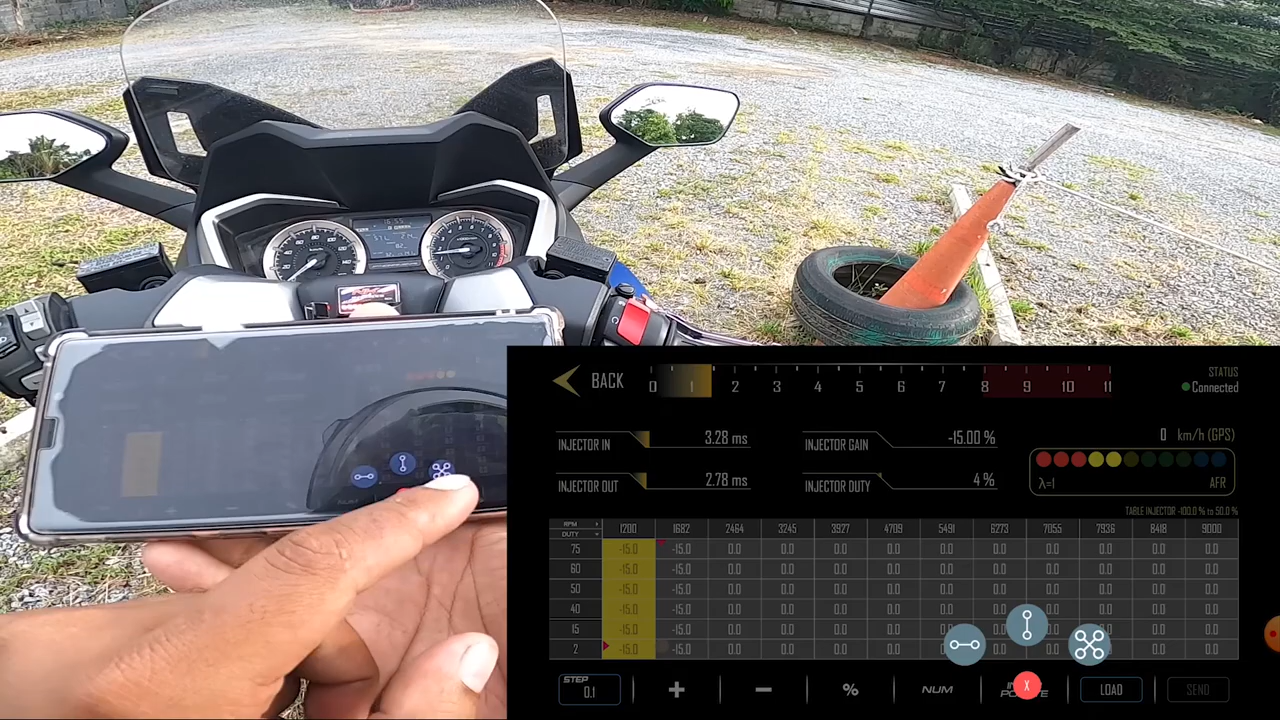 BACK
0 1 2 3 4 5 6 7 8 9 10 11
STATUS
Connected
INJECTOR IN 3.28 ms
INJECTOR GAIN -15.00 %
0 km/h (GPS)
INJECTOR OUT 2.78 ms
INJECTOR DUTY 4 %
λ=1 AFR
TABLE INJECTOR -100.0 % to 50.0 %
RPM 1200 1682 2464 3245 3927 4709 5491 6273 7055 7936 8418 9000
DUTY
75 -15.0 -15.0 0.0 0.0 0.0 0.0 0.0 0.0 0.0 0.0 0.0 0.0
60 -15.0 -15.0 0.0 0.0 0.0 0.0 0.0 0.0 0.0 0.0 0.0 0.0
50 -15.0 -15.0 0.0 0.0 0.0 0.0 0.0 0.0 0.0 0.0 0.0 0.0
40 -15.0 -15.0 0.0 0.0 0.0 0.0 0.0 0.0 0.0 0.0 0.0 0.0
15 -15.0 -15.0 0.0 0.0 0.0 0.0 0.0 0.0 0.0 0.0
2 -15.0 -15.0 0.0 0.0 0.0 0.0 0.0 0.0 0.0 0.0
STEP
0.1
+ - % NUM
X
LOAD
SEND
NUM